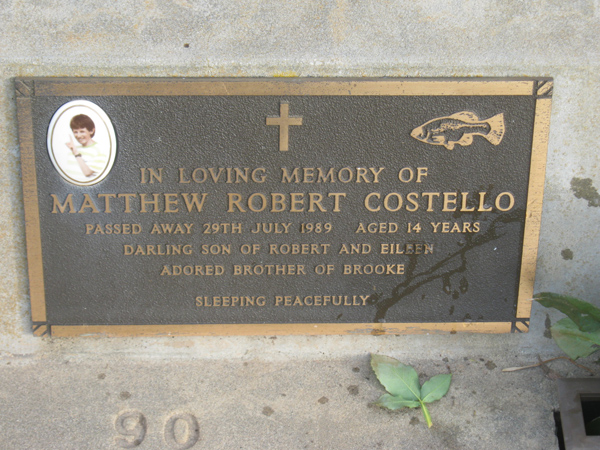 IN LOVING MEMORY OF
MATTHEW ROBERT COSTELLO
PASSED AWAY 29TH JULY 1989 AGED 14 YEARS
DARLING SON OF ROBERT AND EILEEN
ADORED BROTHER OF BROOKE
SLEEPING PEACEFULLY
90